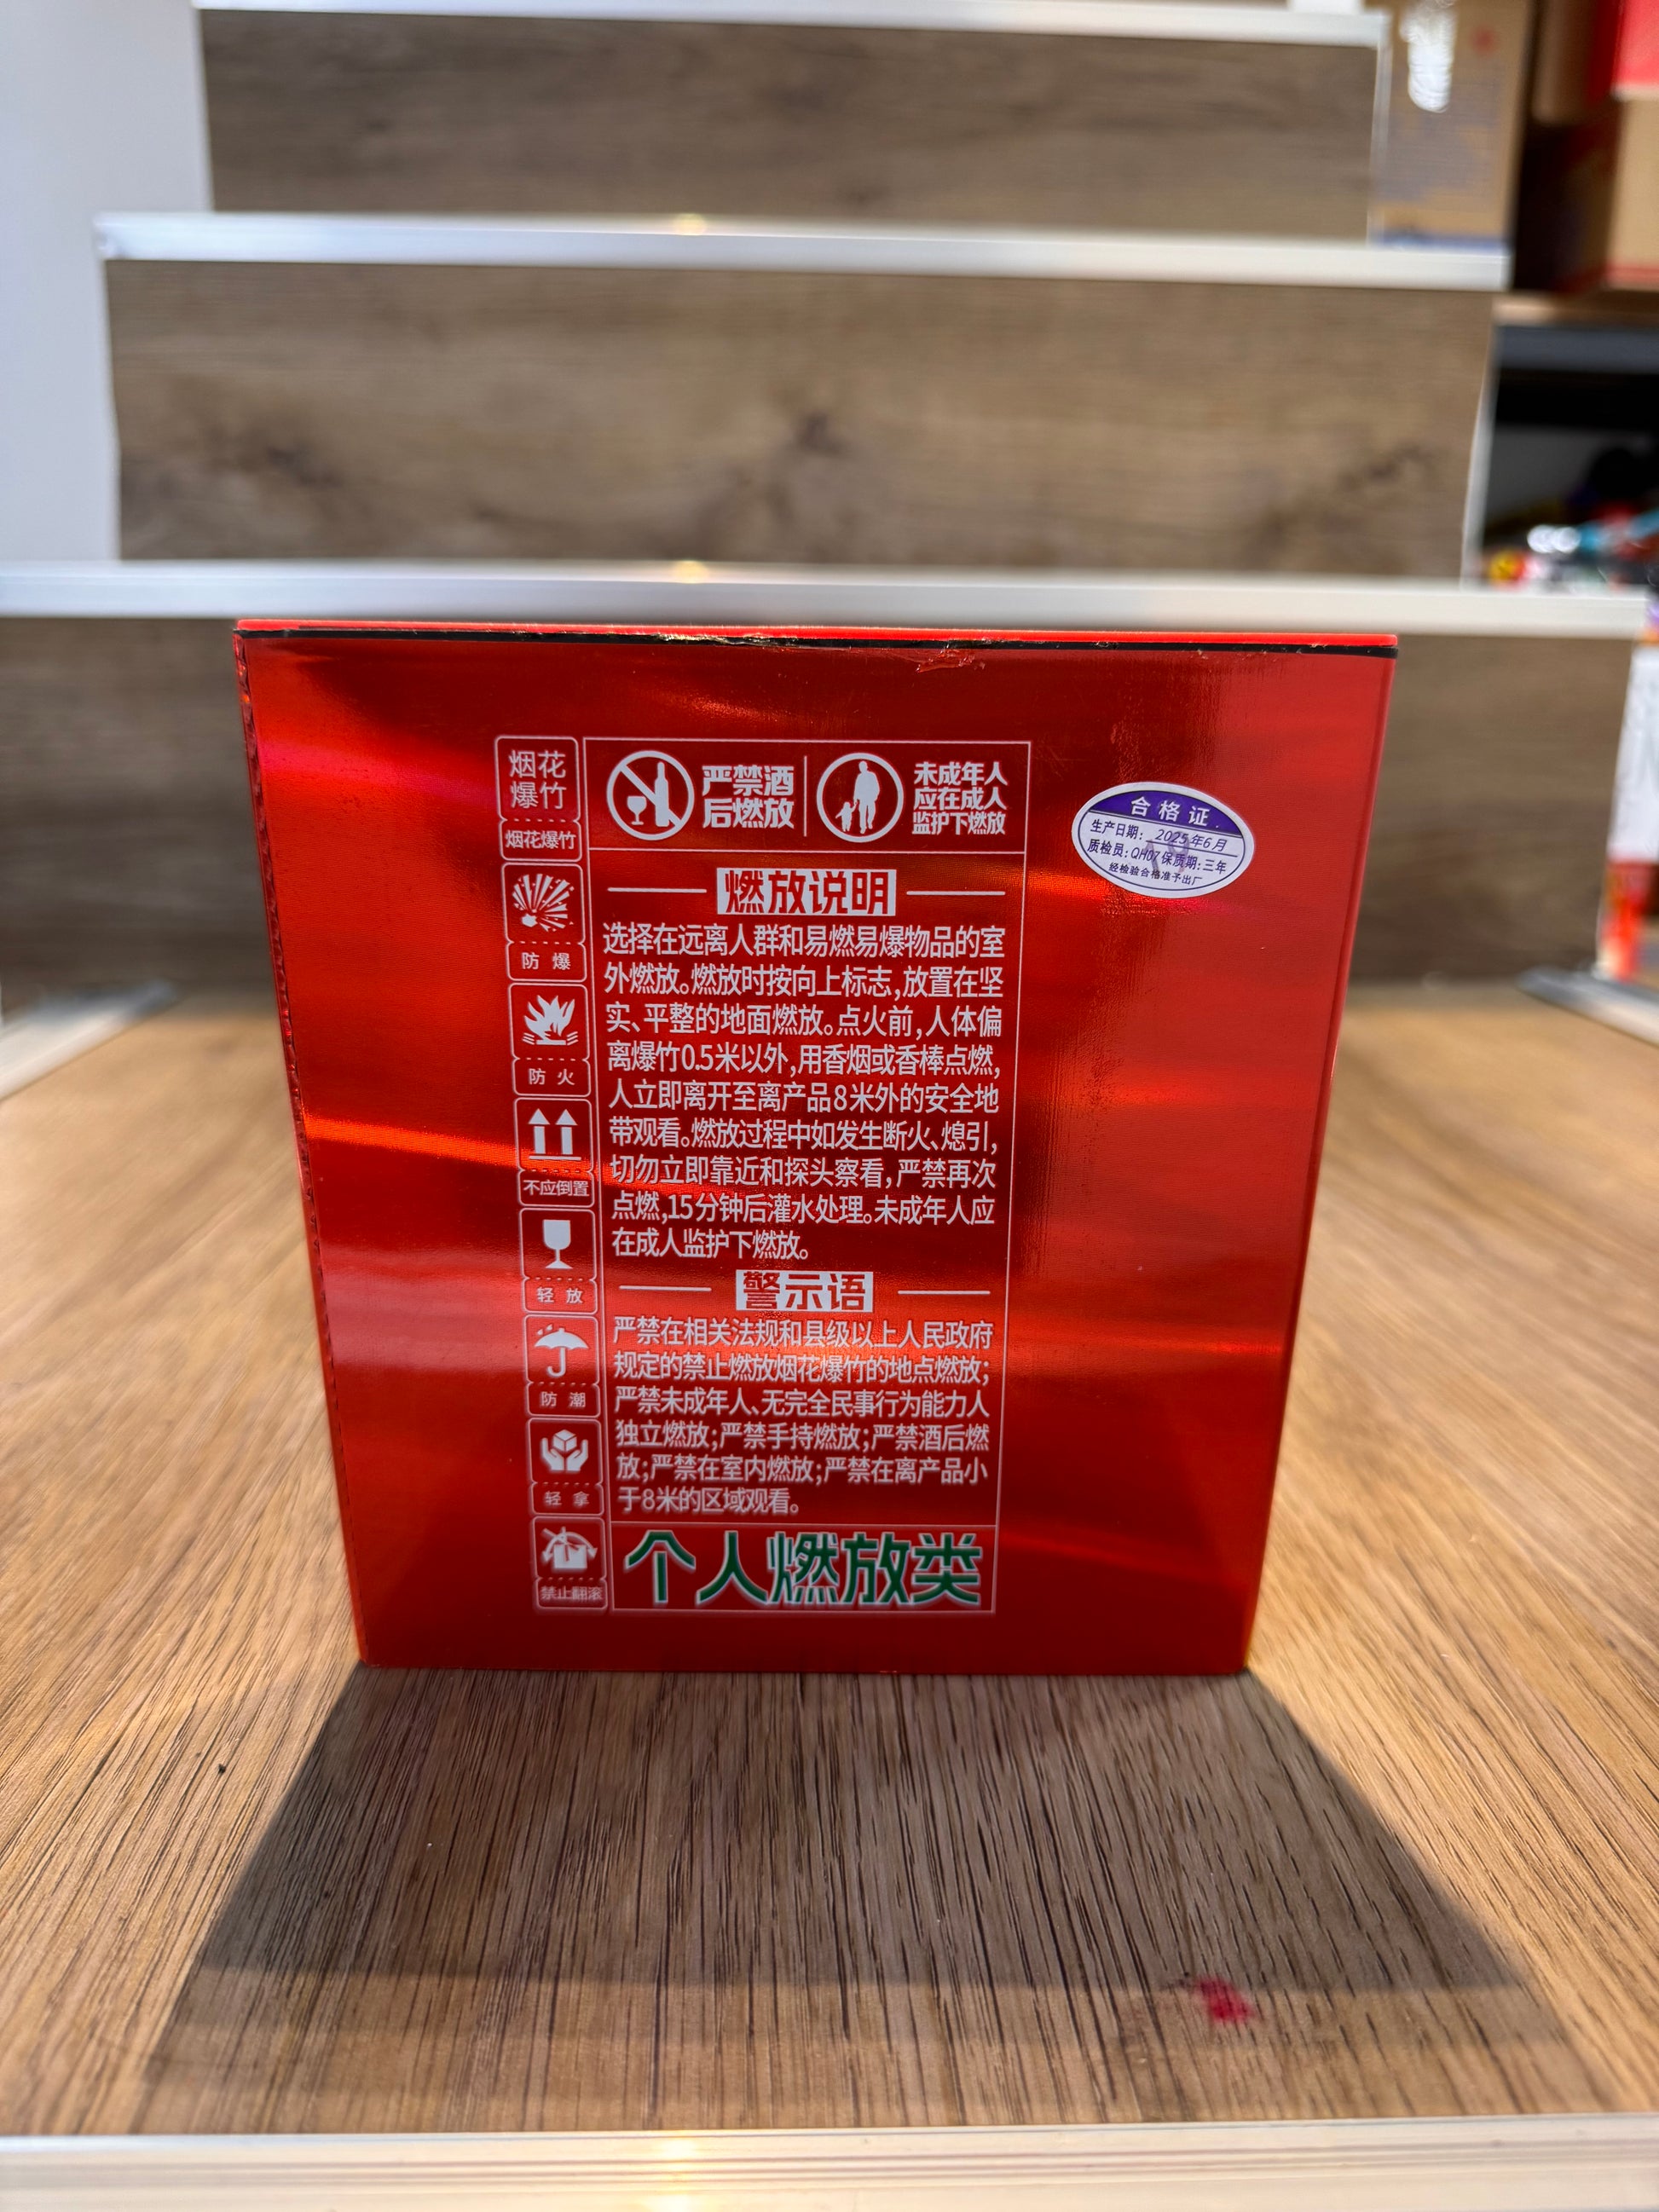 烟花
爆竹
烟花爆竹
防爆
防火
不应倒置
轻放
防潮
轻拿
禁止翻滚
严禁酒
后燃放
未成年人
应在成人
监护下燃放
燃放说明
选择在远离人群和易燃易爆物品的室
外燃放。燃放时按向上标志,放置在坚
实、平整的地面燃放。点火前,人体偏
离爆竹0.5米以外,用香烟或香棒点燃,
人立即离开至离产品8米外的安全地
带观看。燃放过程中如发生断火、熄引,
切勿立即靠近和探头察看,严禁再次
点燃,15分钟后灌水处理。未成年人应
在成人监护下燃放。
警示语
严禁在相关法规和县级以上人民政府
规定的禁止燃放烟花爆竹的地点燃放;
严禁未成年人、无完全民事行为能力人
独立燃放;严禁手持燃放;严禁酒后燃
放;严禁在室内燃放;严禁在离产品小
于8米的区域观看。
个人燃放类
合格证
生产日期: 2025年6月
质检员:QH07 保质期:三年
经检验合格准予出厂